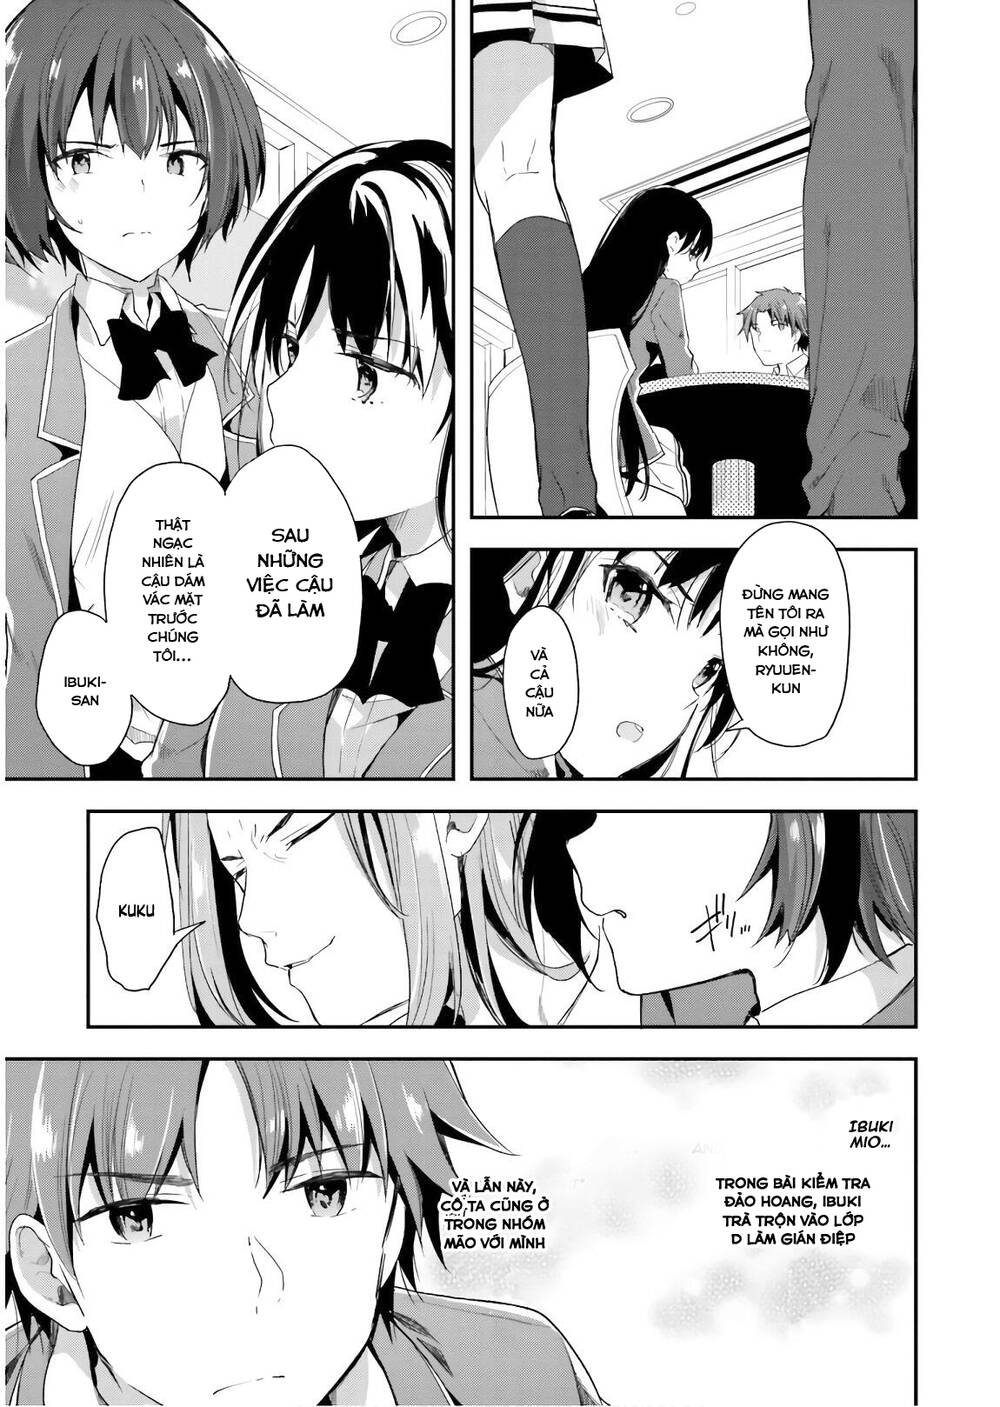 ĐỪNG MANG
TÊN TÔI RA
MÀ GỌI NHƯ
KHÔNG,
RYUUEN-
KUN
VÀ
CẢ
CẬU
NỮA
SAU
NHỮNG
VIỆC CẬU
ĐÃ LÀM
THẬT
NGẠC
NHIÊN LÀ
CẬU DÁM
VÁC MẶT
TRƯỚC
CHÚNG
TÔI...
IBUKI-
SAN
ギリ...
KUKU
IBUKI
MIO...
TRONG BÀI KIỂM TRA
ĐẢO HOANG, IBUKI
TRÀ TRỘN VÀO LỚP
D LÀM GIÁN ĐIỆP
VÀ LẦN NÀY,
CÔ TA CŨNG Ở
TRONG NHÓM
MÃO VỚI MÌNH